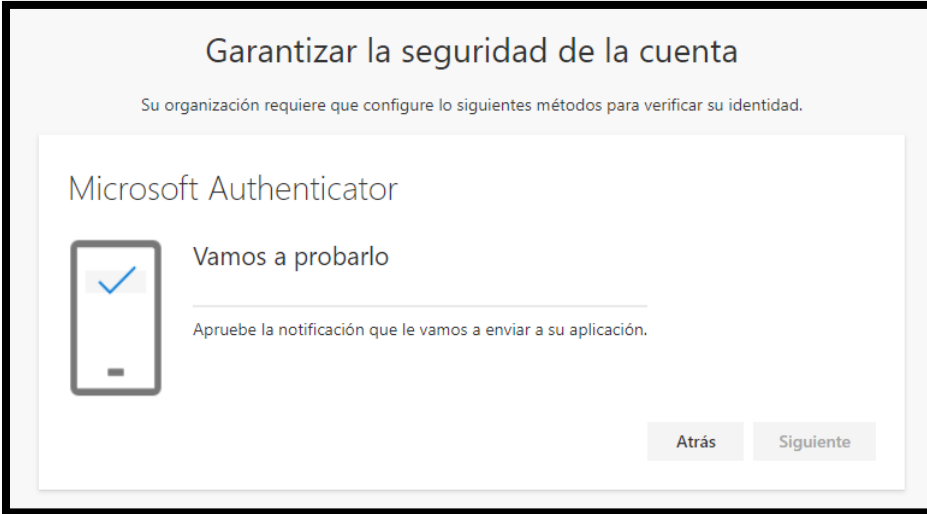 Garantizar la seguridad de la cuenta
Su organización requiere que configure lo siguientes métodos para verificar su identidad.
Microsoft Authenticator
Vamos a probarlo
Apruebe la notificación que le vamos a enviar a su aplicación.
Atrás Siguiente